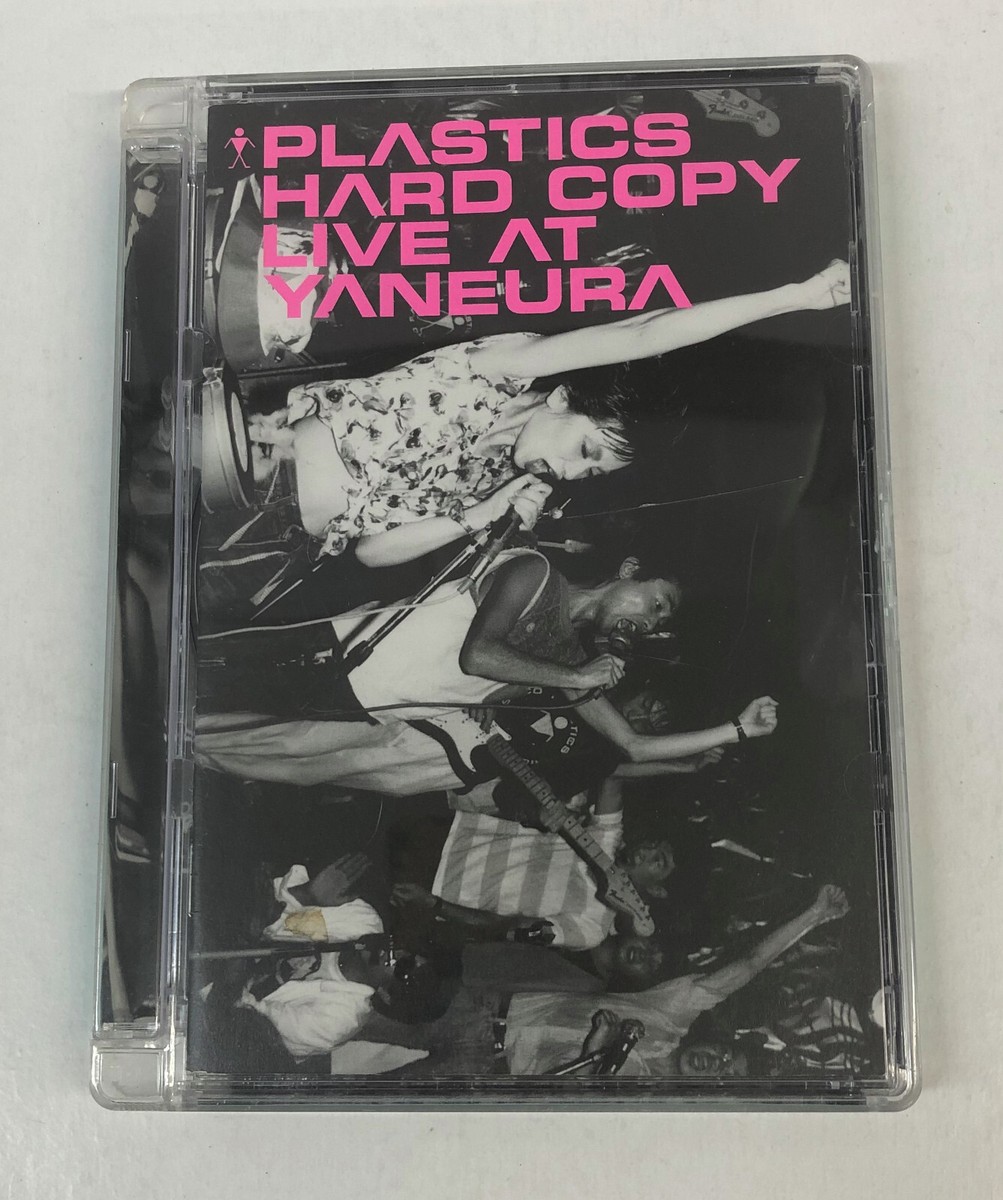 PLASTICS
HARD COPY
LIVE AT
YANEURA